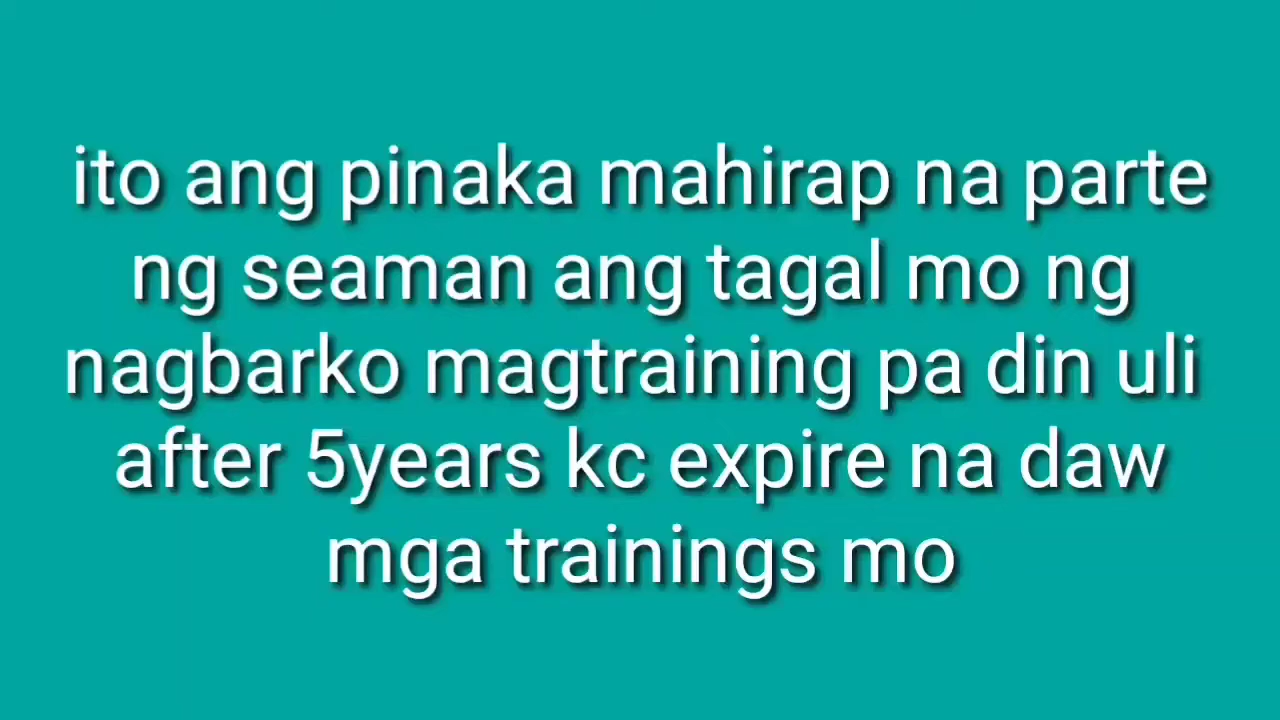 ito ang pinaka mahirap na parte
ng seaman ang tagal mo ng
nagbarko magtraining pa din uli
after 5years kc expire na daw
mga trainings mo